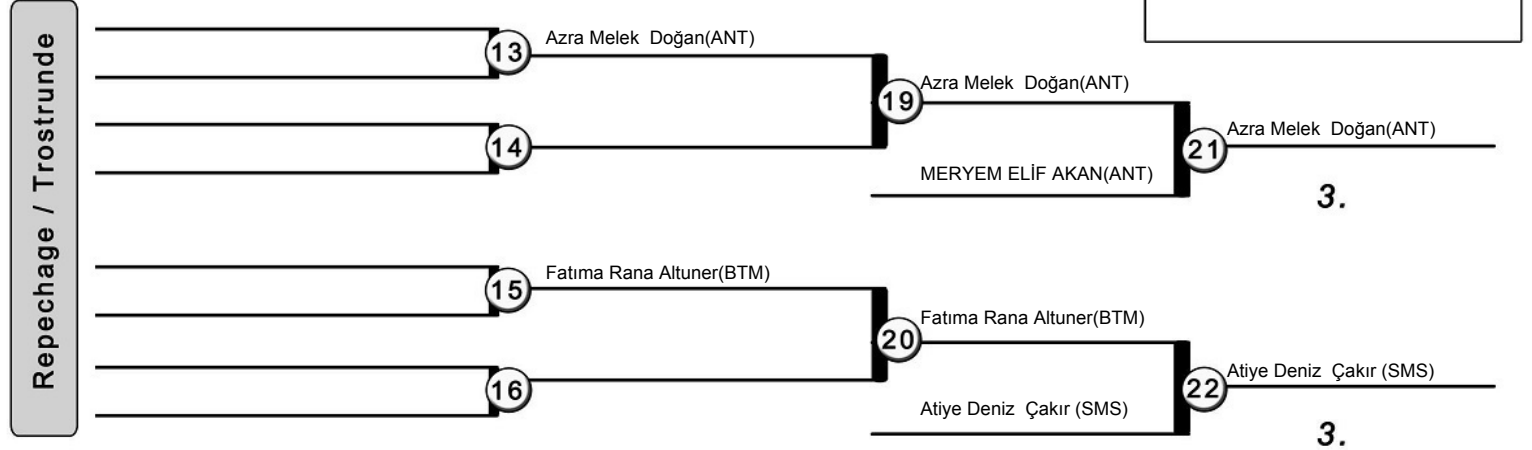 Repechage / Trostrunde
13
Azra Melek Doğan(ANT)
14
19
Azra Melek Doğan(ANT)
MERYEM ELİF AKAN(ANT)
21
Azra Melek Doğan(ANT)
3.
15
Fatıma Rana Altuner(BTM)
16
20
Fatıma Rana Altuner(BTM)
Atiye Deniz Çakır (SMS)
22
Atiye Deniz Çakır (SMS)
3.